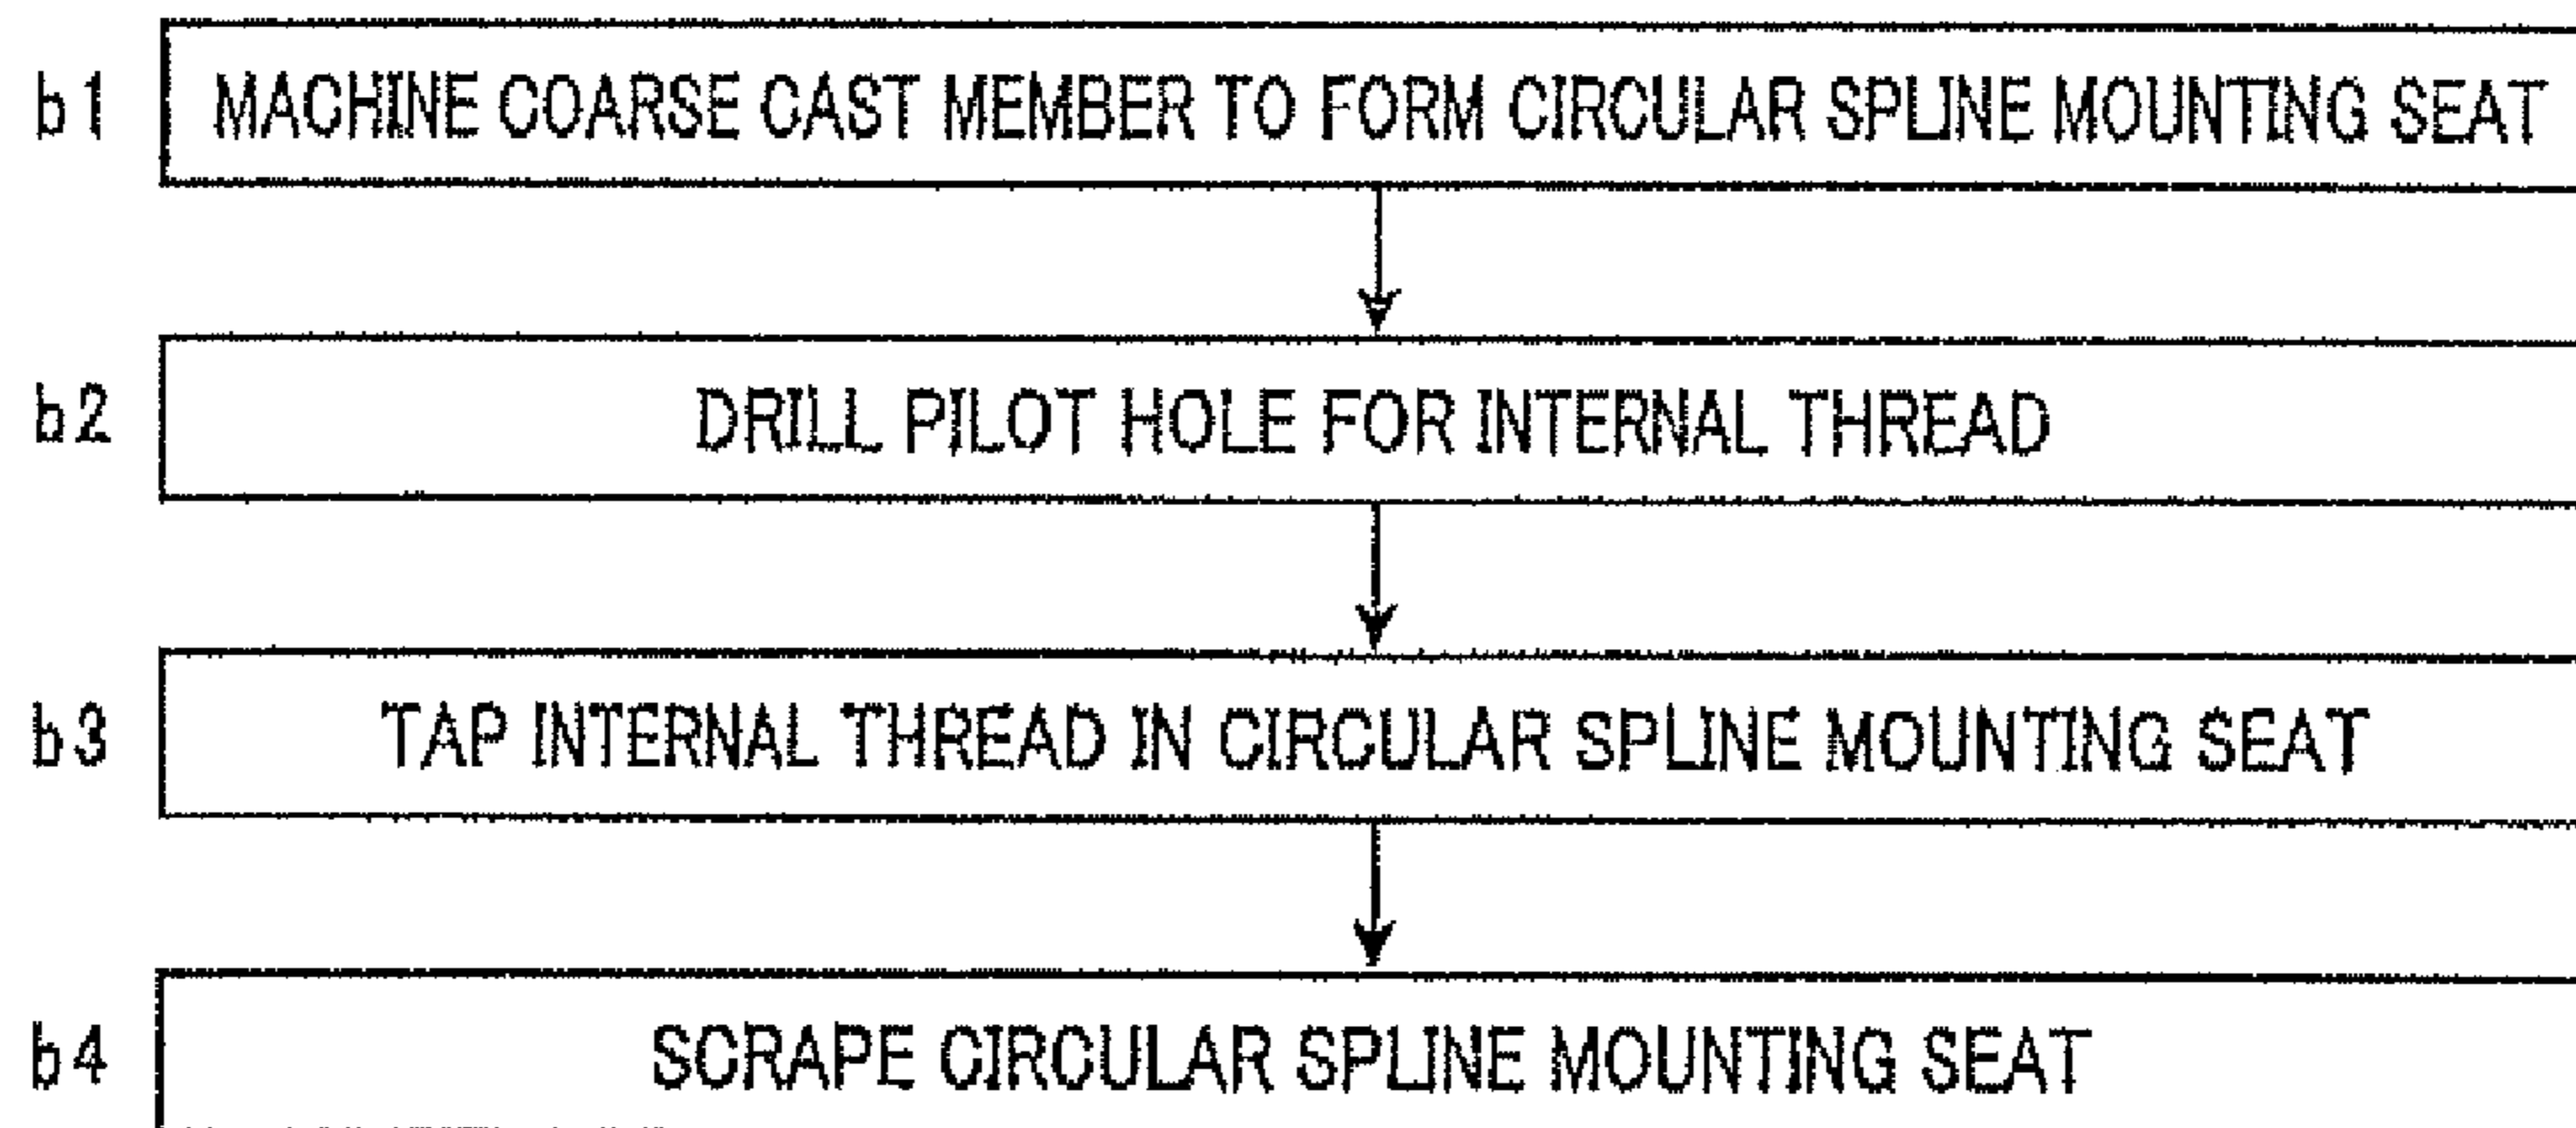 b1 MACHINE COARSE CAST MEMBER TO FORM CIRCULAR SPLINE MOUNTING SEAT
b2 DRILL PILOT HOLE FOR INTERNAL THREAD
b3 TAP INTERNAL THREAD IN CIRCULAR SPLINE MOUNTING SEAT
b4 SCRAPE CIRCULAR SPLINE MOUNTING SEAT